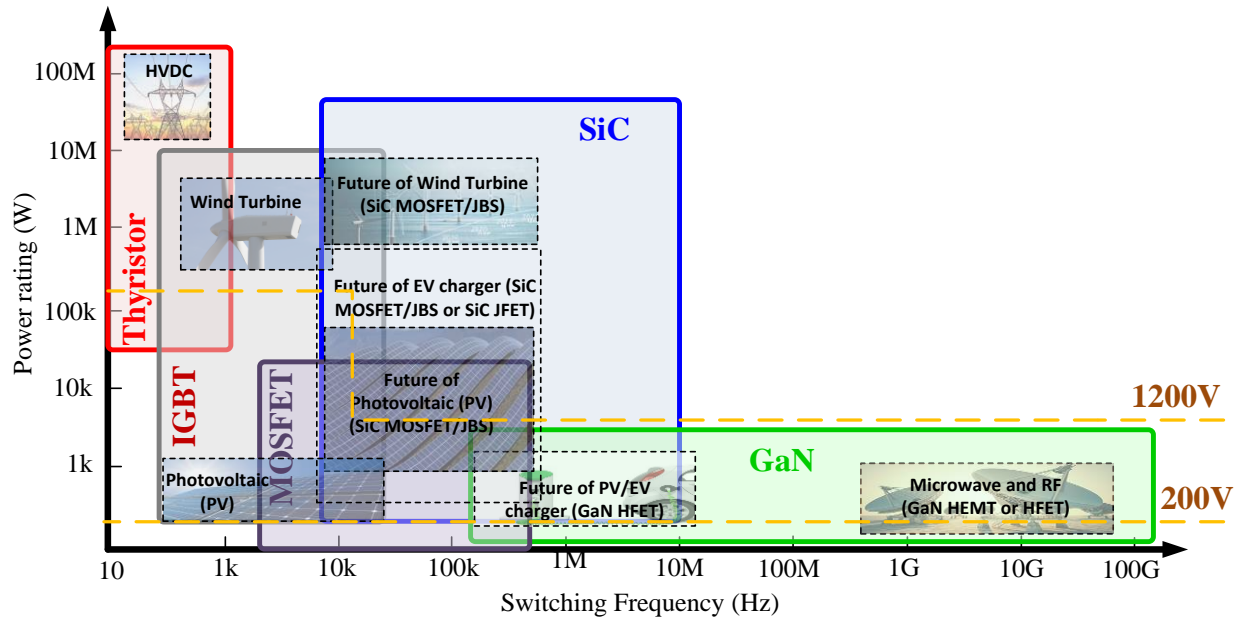 100M
10M
1M
100k
10k
1k
Power rating (W)
HVDC
Thyristor
Wind Turbine
IGBT
Photovoltaic
(PV)
MOSFET
SiC
Future of Wind Turbine
(SiC MOSFET/JBS)
Future of EV charger (SiC
MOSFET/JBS or SiC JFET)
Future of
Photovoltaic (PV)
(SiC MOSFET/JBS)
GaN
Future of PV/EV
charger (GaN HFET)
Microwave and RF
(GaN HEMT or HFET)
1200V
200V
10
1k
10k
100k
1M
10M
100M
1G
10G
100G
Switching Frequency (Hz)